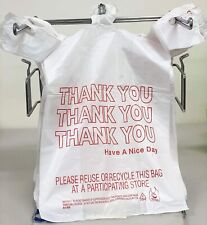 THANK YOU
THANK YOU
THANK YOU
Have A Nice Day
PLEASE REUSE OR RECYCLE THIS BAG
AT A PARTICIPATING STORE